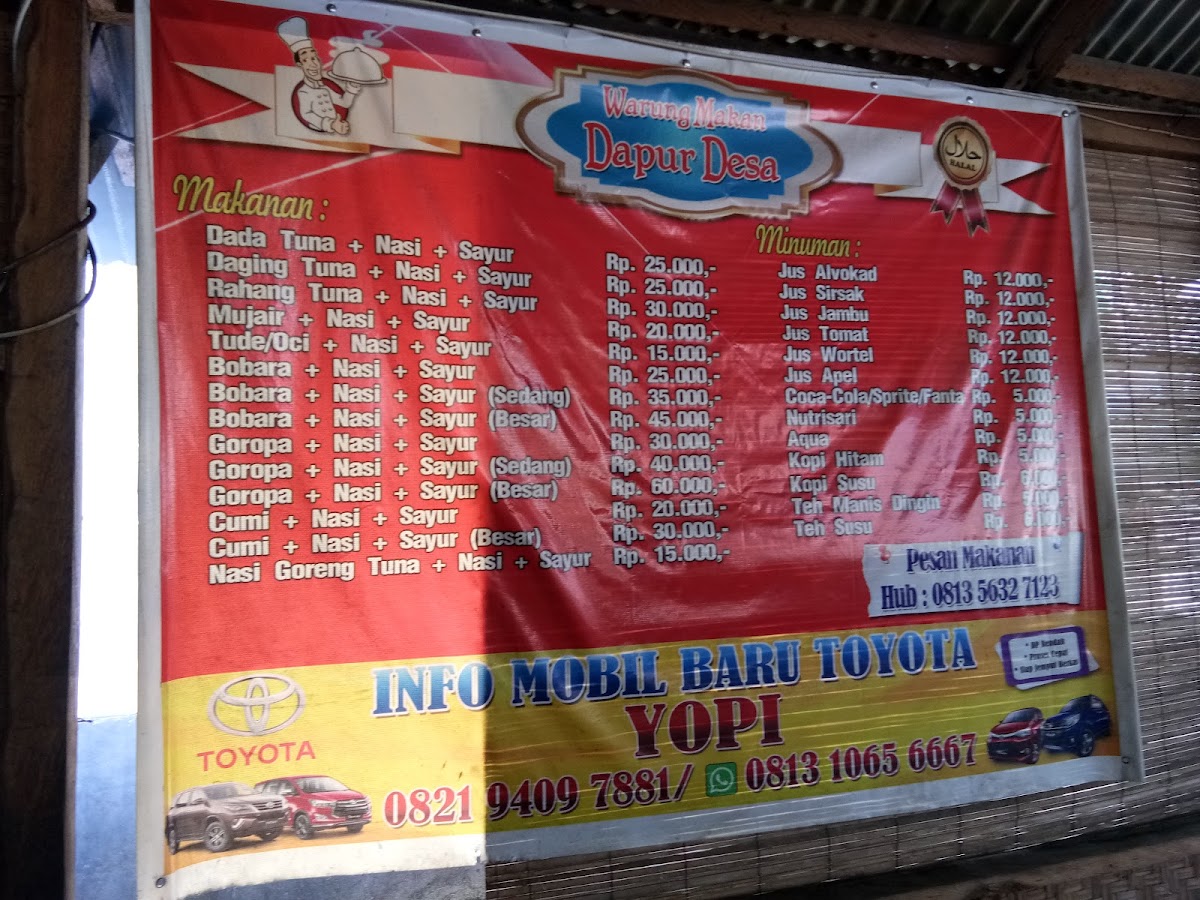 Warung Makan
Dapur Desa
حلال
HALAL
Makanan :
Dada Tuna + Nasi + Sayur Rp. 25.000,-
Daging Tuna + Nasi + Sayur Rp. 25.000,-
Rahang Tuna + Nasi + Sayur Rp. 30.000,-
Mujair + Nasi + Sayur Rp. 20.000,-
Tude/Oci + Nasi + Sayur Rp. 15.000,-
Bobara + Nasi + Sayur Rp. 25.000,-
Bobara + Nasi + Sayur (Sedang) Rp. 35.000,-
Bobara + Nasi + Sayur (Besar) Rp. 45.000,-
Goropa + Nasi + Sayur Rp. 30.000,-
Goropa + Nasi + Sayur (Sedang) Rp. 40.000,-
Goropa + Nasi + Sayur (Besar) Rp. 60.000,-
Cumi + Nasi + Sayur Rp. 20.000,-
Cumi + Nasi + Sayur (Besar) Rp. 30.000,-
Nasi Goreng Tuna + Nasi + Sayur Rp. 15.000,-
Minuman :
Jus Alvokad Rp. 12.000,-
Jus Sirsak Rp. 12.000,-
Jus Jambu Rp. 12.000,-
Jus Tomat Rp. 12.000,-
Jus Wortel Rp. 12.000,-
Jus Apel Rp. 12.000,-
Coca-Cola/Sprite/Fanta Rp. 5.000,-
Nutrisari Rp. 5.000,-
Aqua Rp. 5.000,-
Kopi Hitam Rp. 5.000,-
Kopi Susu Rp. 6.000,-
Teh Manis Dingin Rp. 5.000,-
Teh Susu Rp. 6.000,-
Pesan Makanan
Hub : 0813 5632 7123
INFO MOBIL BARU TOYOTA
YOPI
TOYOTA
0821 9409 7881/ 0813 1065 6667
• DP Rendah
• Proses Tepat